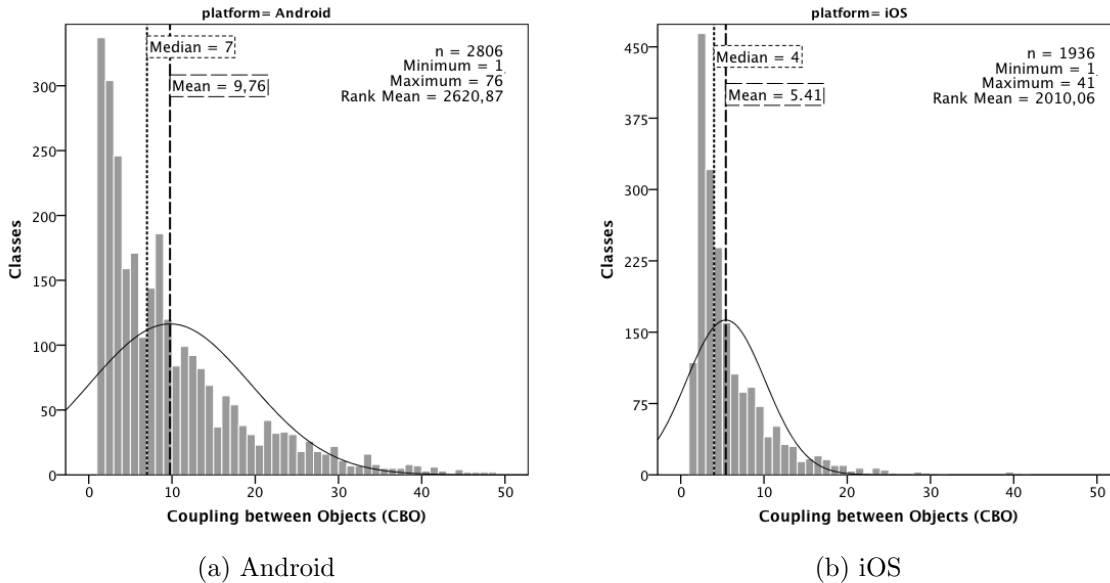 platform= Android
Median = 7
Mean = 9,76
n = 2806
Minimum = 1
Maximum = 76
Rank Mean = 2620,87
300
250
200
150
100
50
0
Classes
0 10 20 30 40 50
Coupling between Objects (CBO)
(a) Android
platform= iOS
Median = 4
Mean = 5.41
n = 1936
Minimum = 1
Maximum = 41
Rank Mean = 2010,06
450
375
300
225
150
75
0
Classes
0 10 20 30 40 50
Coupling between Objects (CBO)
(b) iOS